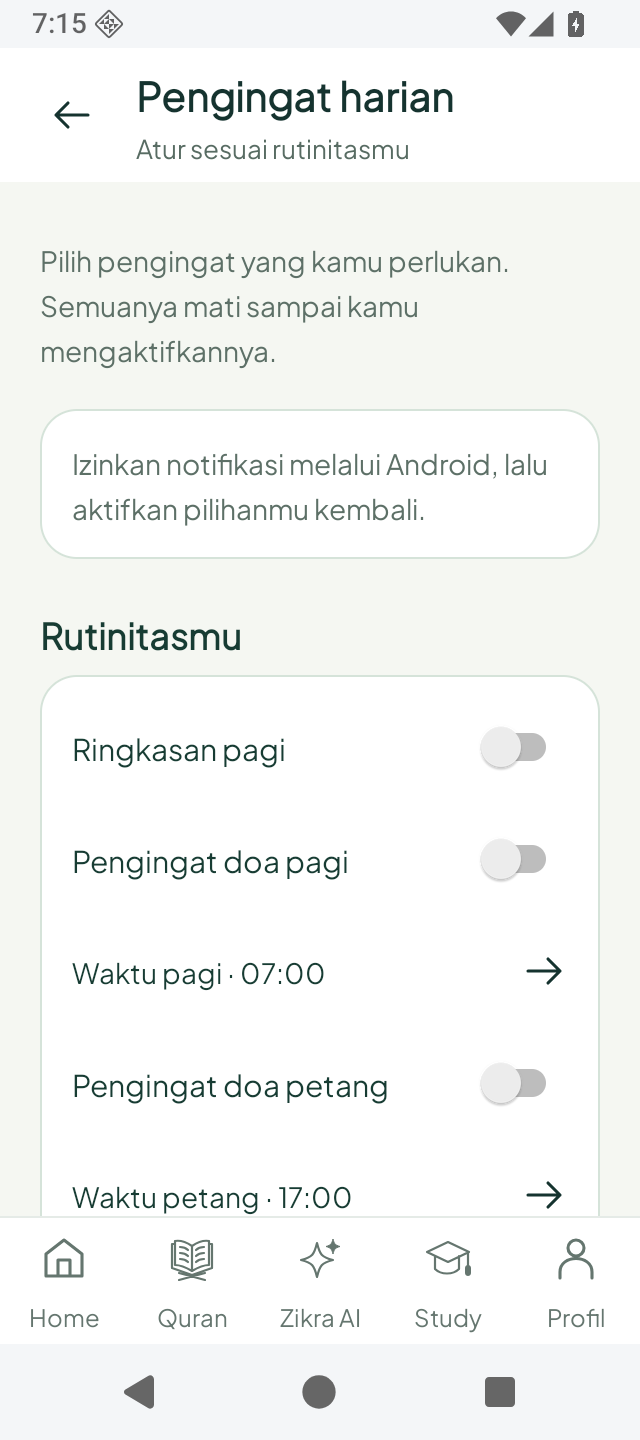 7:15
Pengingat harian
Atur sesuai rutinitasmu
Pilih pengingat yang kamu perlukan.
Semuanya mati sampai kamu
mengaktifkannya.
Izinkan notifikasi melalui Android, lalu
aktifkan pilihanmu kembali.
Rutinitasmu
Ringkasan pagi
Pengingat doa pagi
Waktu pagi · 07:00
Pengingat doa petang
Waktu petang · 17:00
Home Quran Zikra AI Study Profil